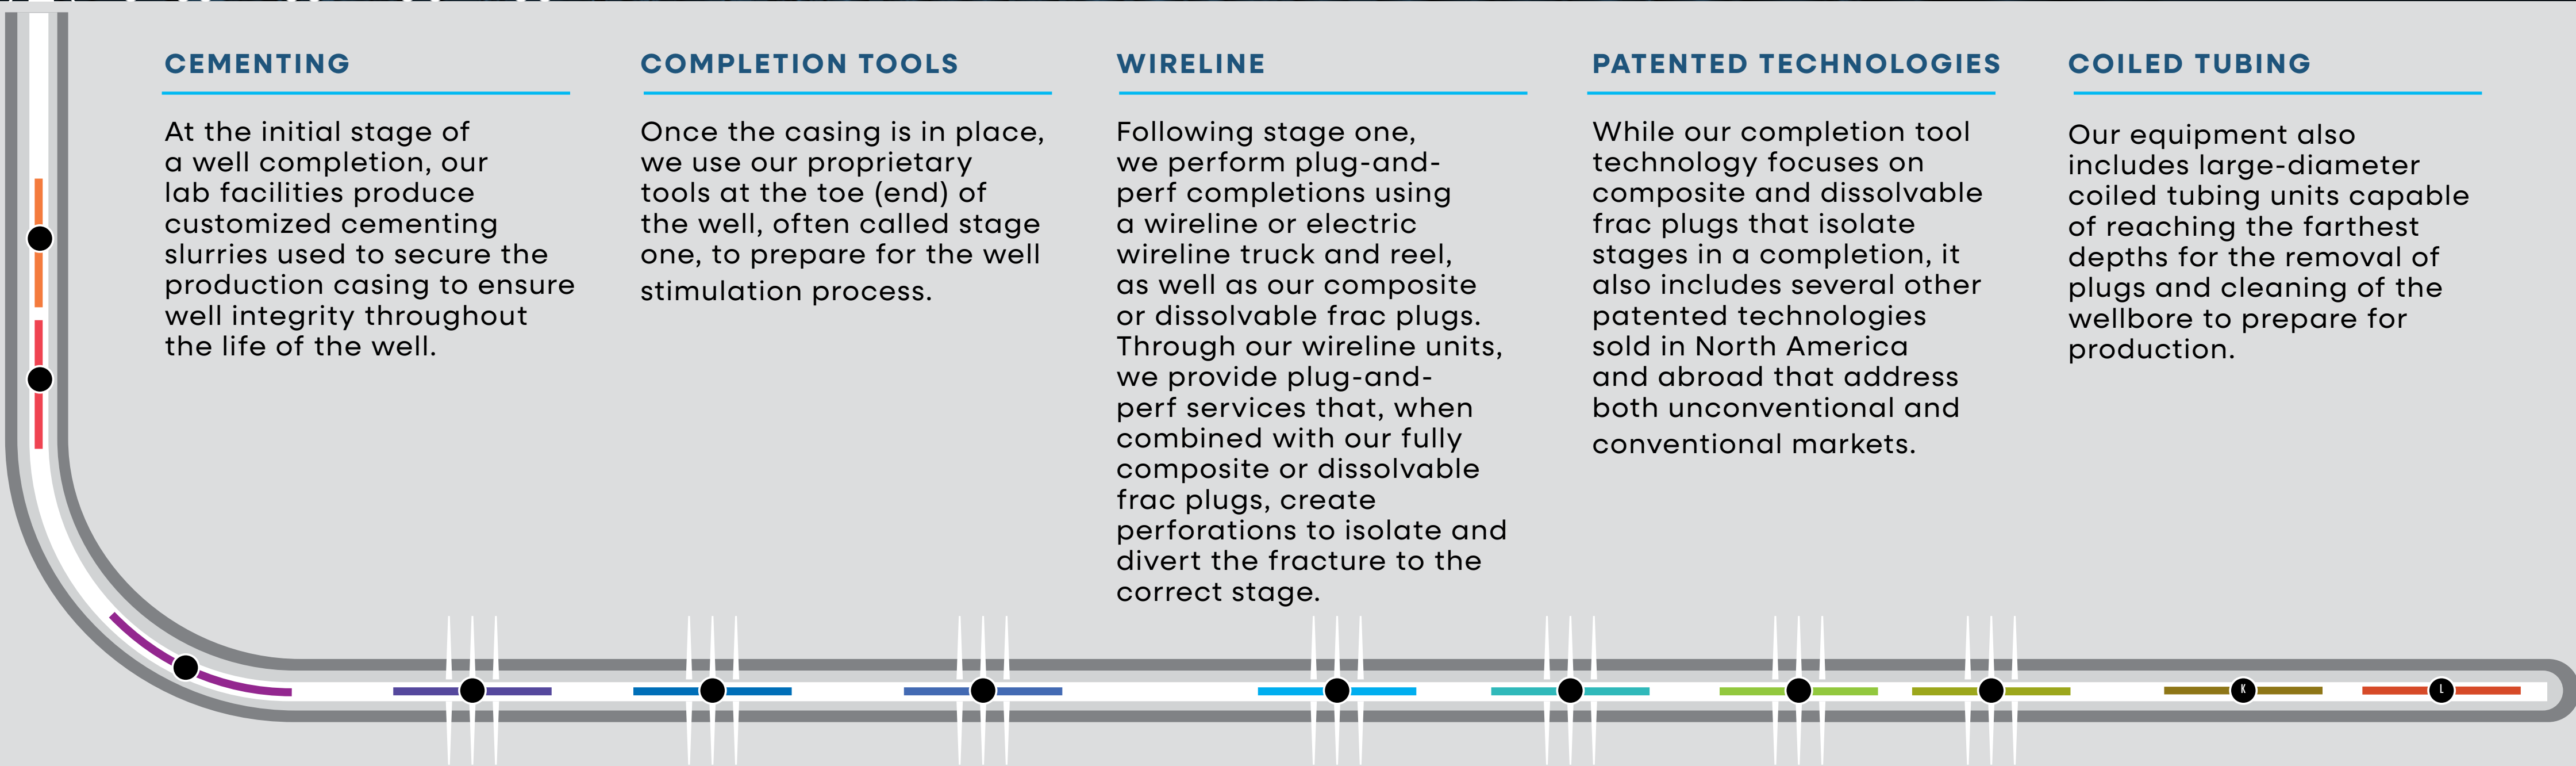 CEMENTING
At the initial stage of
a well completion, our
lab facilities produce
customized cementing
slurries used to secure the
production casing to ensure
well integrity throughout
the life of the well.
COMPLETION TOOLS
Once the casing is in place,
we use our proprietary
tools at the toe (end) of
the well, often called stage
one, to prepare for the well
stimulation process.
WIRELINE
Following stage one,
we perform plug-and-
perf completions using
a wireline or electric
wireline truck and reel,
as well as our composite
or dissolvable frac plugs.
Through our wireline units,
we provide plug-and-
perf services that, when
combined with our fully
composite or dissolvable
frac plugs, create
perforations to isolate and
divert the fracture to the
correct stage.
PATENTED TECHNOLOGIES
While our completion tool
technology focuses on
composite and dissolvable
frac plugs that isolate
stages in a completion, it
also includes several other
patented technologies
sold in North America
and abroad that address
both unconventional and
conventional markets.
COILED TUBING
Our equipment also
includes large-diameter
coiled tubing units capable
of reaching the farthest
depths for the removal of
plugs and cleaning of the
wellbore to prepare for
production.
K
L